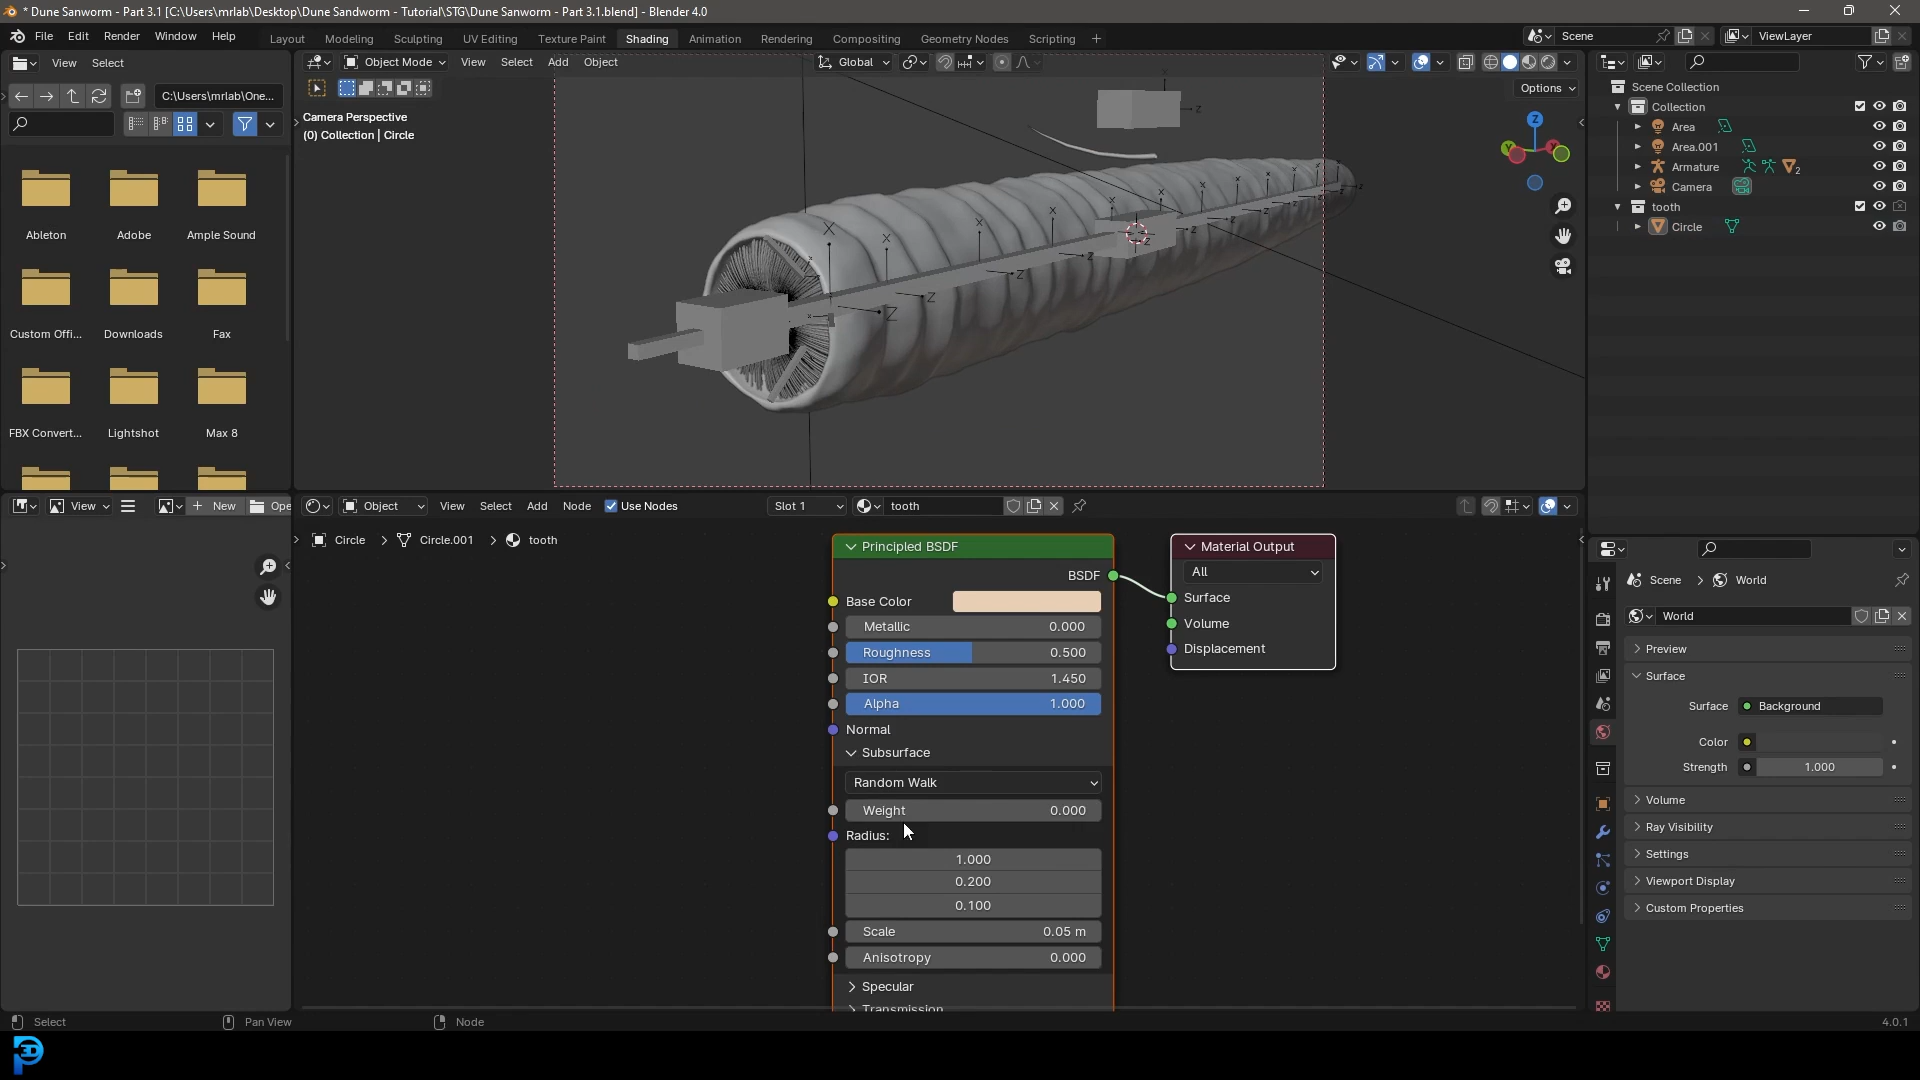 * Dune Sanworm - Part 3.1 [C:\Users\mrlab\Desktop\Dune Sandworm - Tutorial\STG\Dune Sanworm - Part 3.1.blend] - Blender 4.0
File Edit Render Window Help
Layout Modeling Sculpting UV Editing Texture Paint Shading Animation Rendering Compositing Geometry Nodes Scripting +
Scene
ViewLayer
View Select
Object Mode View Select Add Object
Global
C:\Users\mrlab\One...
Options
Camera Perspective
(0) Collection | Circle
Ableton Adobe Ample Sound
Custom Offi... Downloads Fax
FBX Convert... Lightshot Max 8
Scene Collection
Collection
Area
Area.001
Armature
2
Camera
tooth
Circle
X X X X X X
Z Z Z Z Z Z
View New Ope
Object View Select Add Node Use Nodes Slot 1 tooth
Circle > Circle.001 > tooth
Principled BSDF
BSDF
Base Color
Metallic 0.000
Roughness 0.500
IOR 1.450
Alpha 1.000
Normal
Subsurface
Random Walk
Weight 0.000
Radius:
1.000
0.200
0.100
Scale 0.05 m
Anisotropy 0.000
Specular
Transmission
Material Output
All
Surface
Volume
Displacement
Scene > World
World
Preview
Surface
Surface Background
Color
Strength 1.000
Volume
Ray Visibility
Settings
Viewport Display
Custom Properties
Select Pan View Node
4.0.1